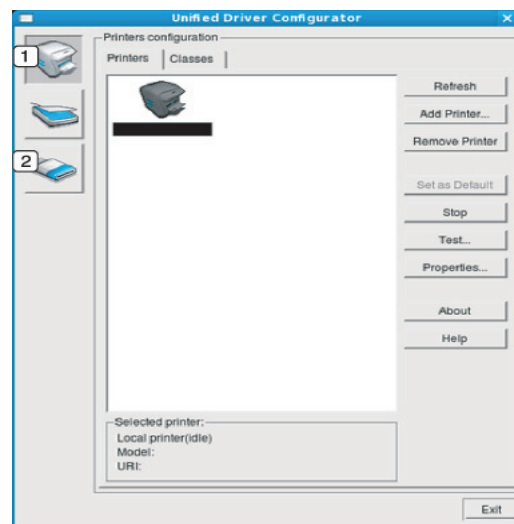 Unified Driver Configurator
1
2
Printers configuration
Printers Classes
Refresh
Add Printer...
Remove Printer
Set as Default
Stop
Test...
Properties...
About
Help
Selected printer:
Local printer(idle)
Model:
URI:
Exit